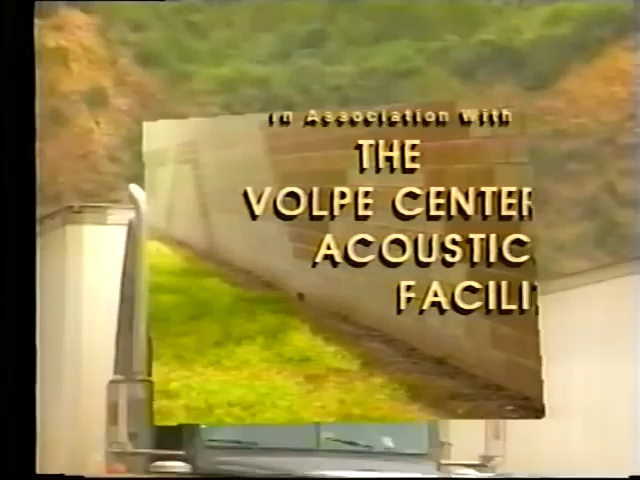 In Association With
THE
VOLPE CENTER
ACOUSTIC
FACILI